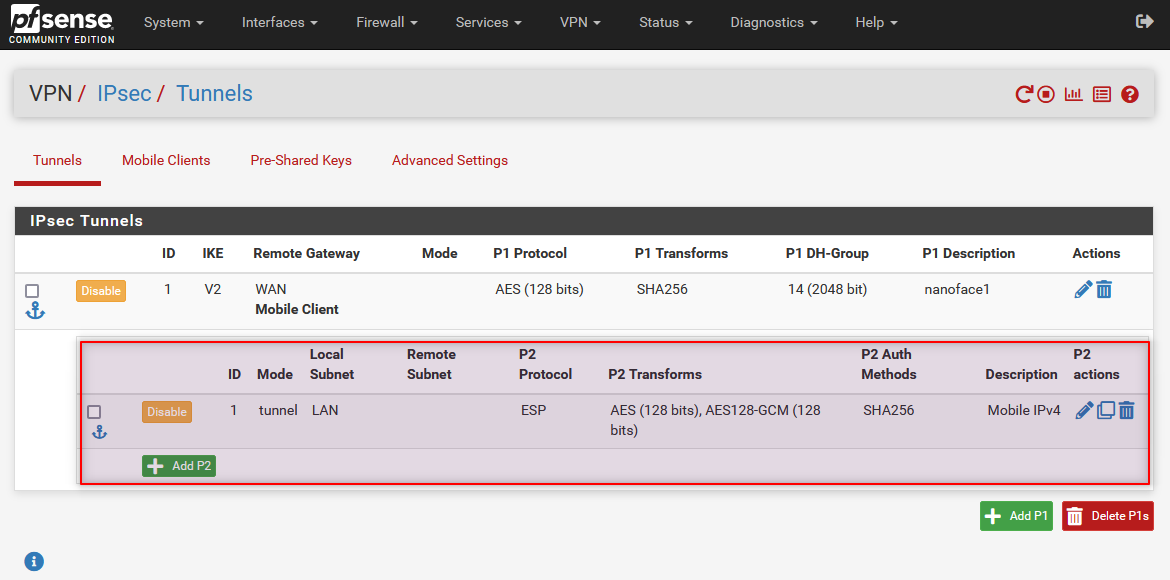 pfsense
COMMUNITY EDITION
System Interfaces Firewall Services VPN Status Diagnostics Help
VPN / IPsec / Tunnels
Tunnels Mobile Clients Pre-Shared Keys Advanced Settings
IPsec Tunnels
ID IKE Remote Gateway Mode P1 Protocol P1 Transforms P1 DH-Group P1 Description Actions
Disable 1 V2 WAN AES (128 bits) SHA256 14 (2048 bit) nanoface1
Mobile Client
Local Remote P2 P2 Auth P2
ID Mode Subnet Subnet Protocol P2 Transforms Methods Description actions
Disable 1 tunnel LAN ESP AES (128 bits), AES128-GCM (128 SHA256 Mobile IPv4
bits)
Add P2
Add P1 Delete P1s